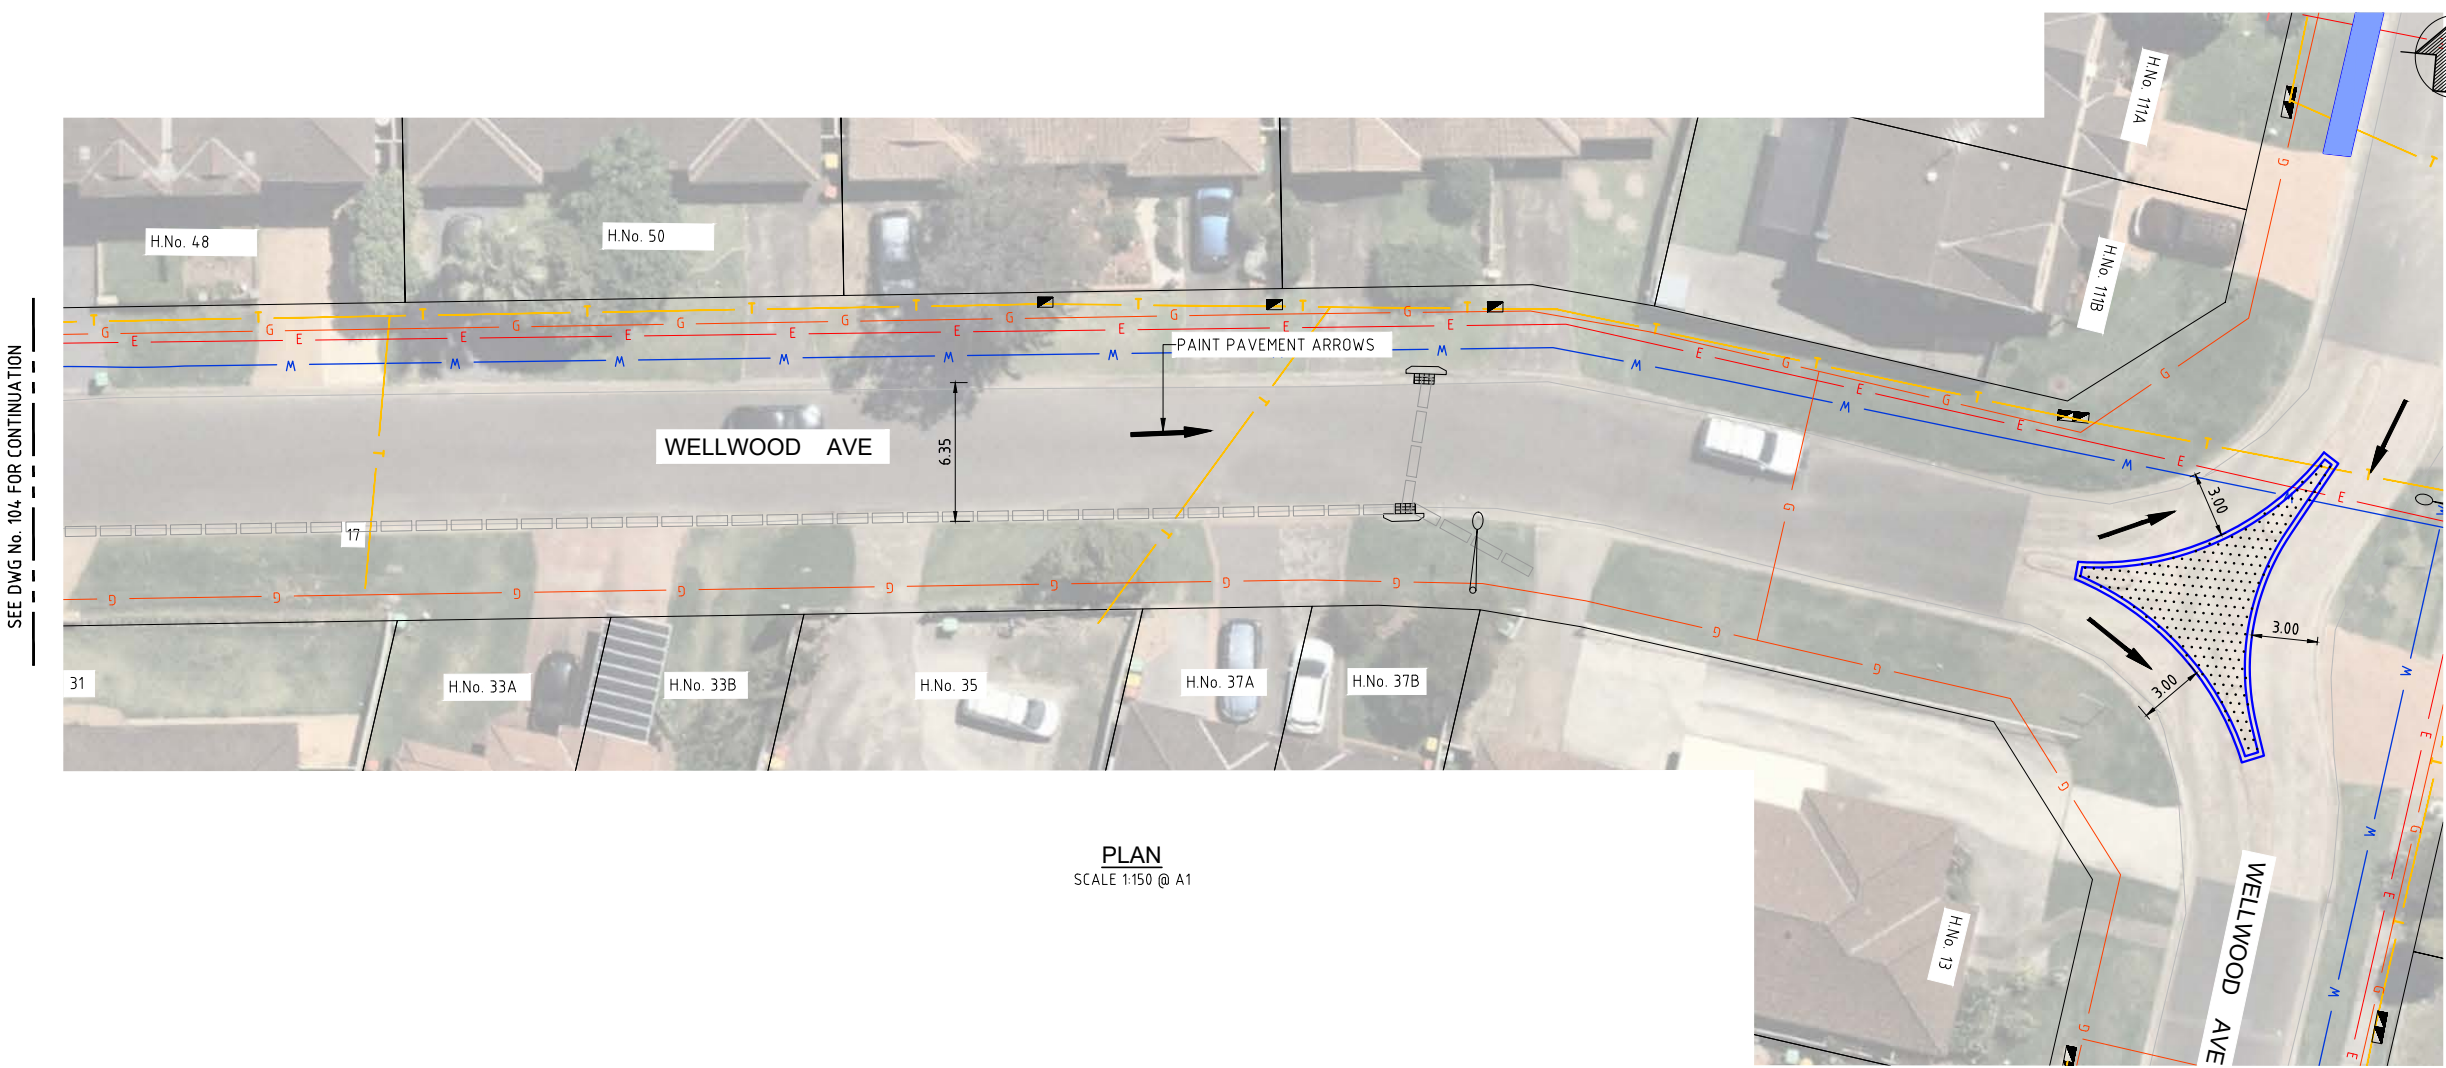 H.No. 111A
H.No. 48
H.No. 50
H.No. 111B
SEE DWG No. 104 FOR CONTINUATION
T T T T T T T T T T T T T
G G G G G G G G G G G
E E E E E E E E E E E E E E
W W W W W W W W W W W
PAINT PAVEMENT ARROWS
WELLWOOD AVE
6.35
T
T
T
G
G
3.00
3.00
3.00
17
G G G G G G G G G G
31
H.No. 33A
H.No. 33B
H.No. 35
H.No. 37A
H.No. 37B
G
G
W
E
G
W
E
W
G
E
PLAN
SCALE 1:150 @ A1
H.No. 13
WELLWOOD AVE